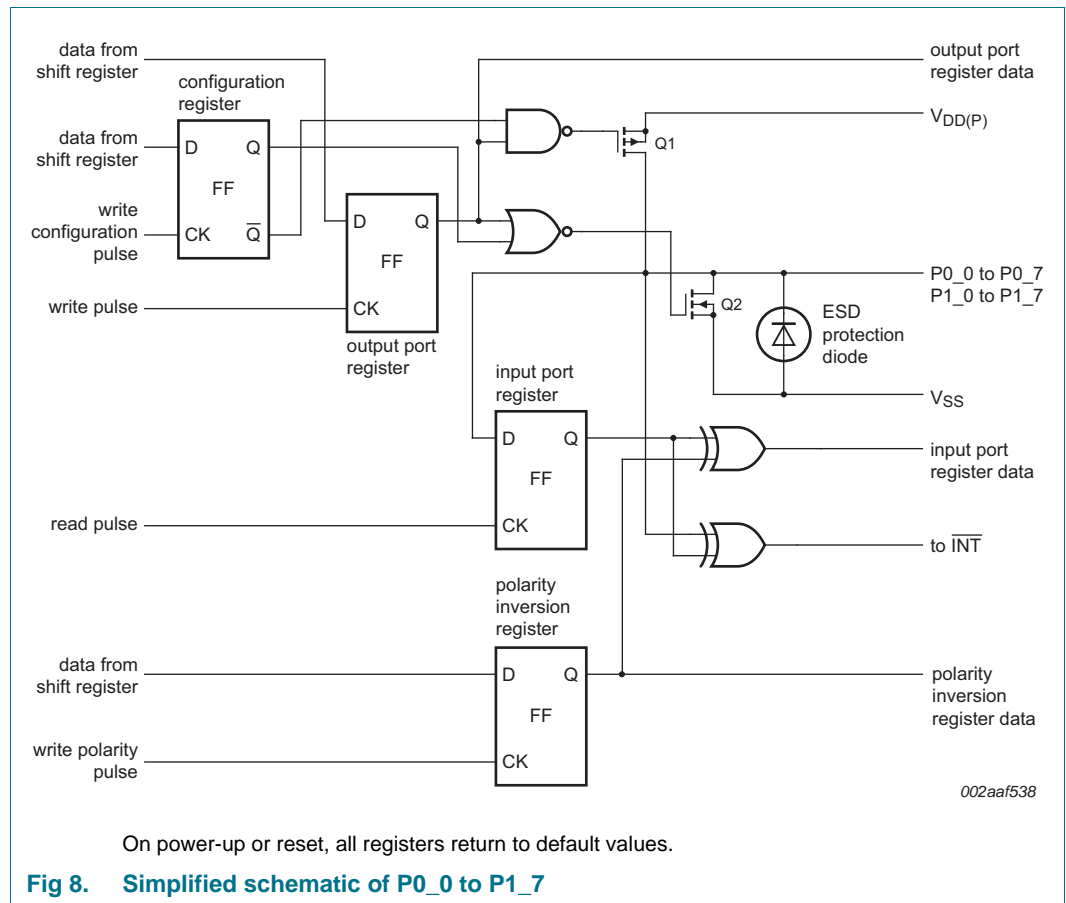 data from
shift register
output port
register data
configuration
register
V_DD(P)
data from
shift register
D
Q
Q1
FF
write
configuration
pulse
CK
Q̅
D
Q
FF
P0_0 to P0_7
P1_0 to P1_7
Q2
ESD
protection
diode
write pulse
CK
output port
register
input port
register
V_SS
D
Q
input port
register data
FF
read pulse
CK
to I̅N̅T̅
polarity
inversion
register
data from
shift register
D
Q
polarity
inversion
register data
FF
write polarity
pulse
CK
002aaf538
On power-up or reset, all registers return to default values.
Fig 8. Simplified schematic of P0_0 to P1_7